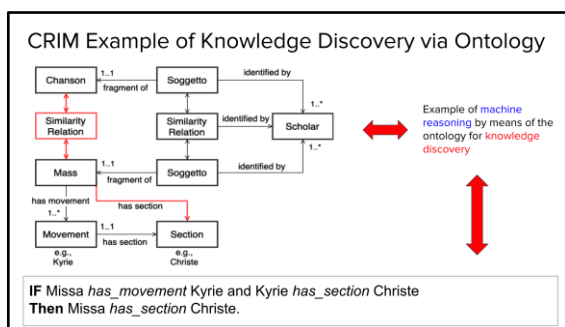 CRIM Example of Knowledge Discovery via Ontology
Chanson
1..1
fragment of
Soggetto
identified by
1..*
Similarity
Relation
Similarity
Relation
identified by
Scholar
1..*
Mass
1..1
fragment of
Soggetto
identified by
has movement
1..*
has section
Movement
1..1
has section
Section
e.g.,
Kyrie
e.g.,
Christe
Example of machine
reasoning by means of the
ontology for knowledge
discovery
IF Missa has_movement Kyrie and Kyrie has_section Christe
Then Missa has_section Christe.